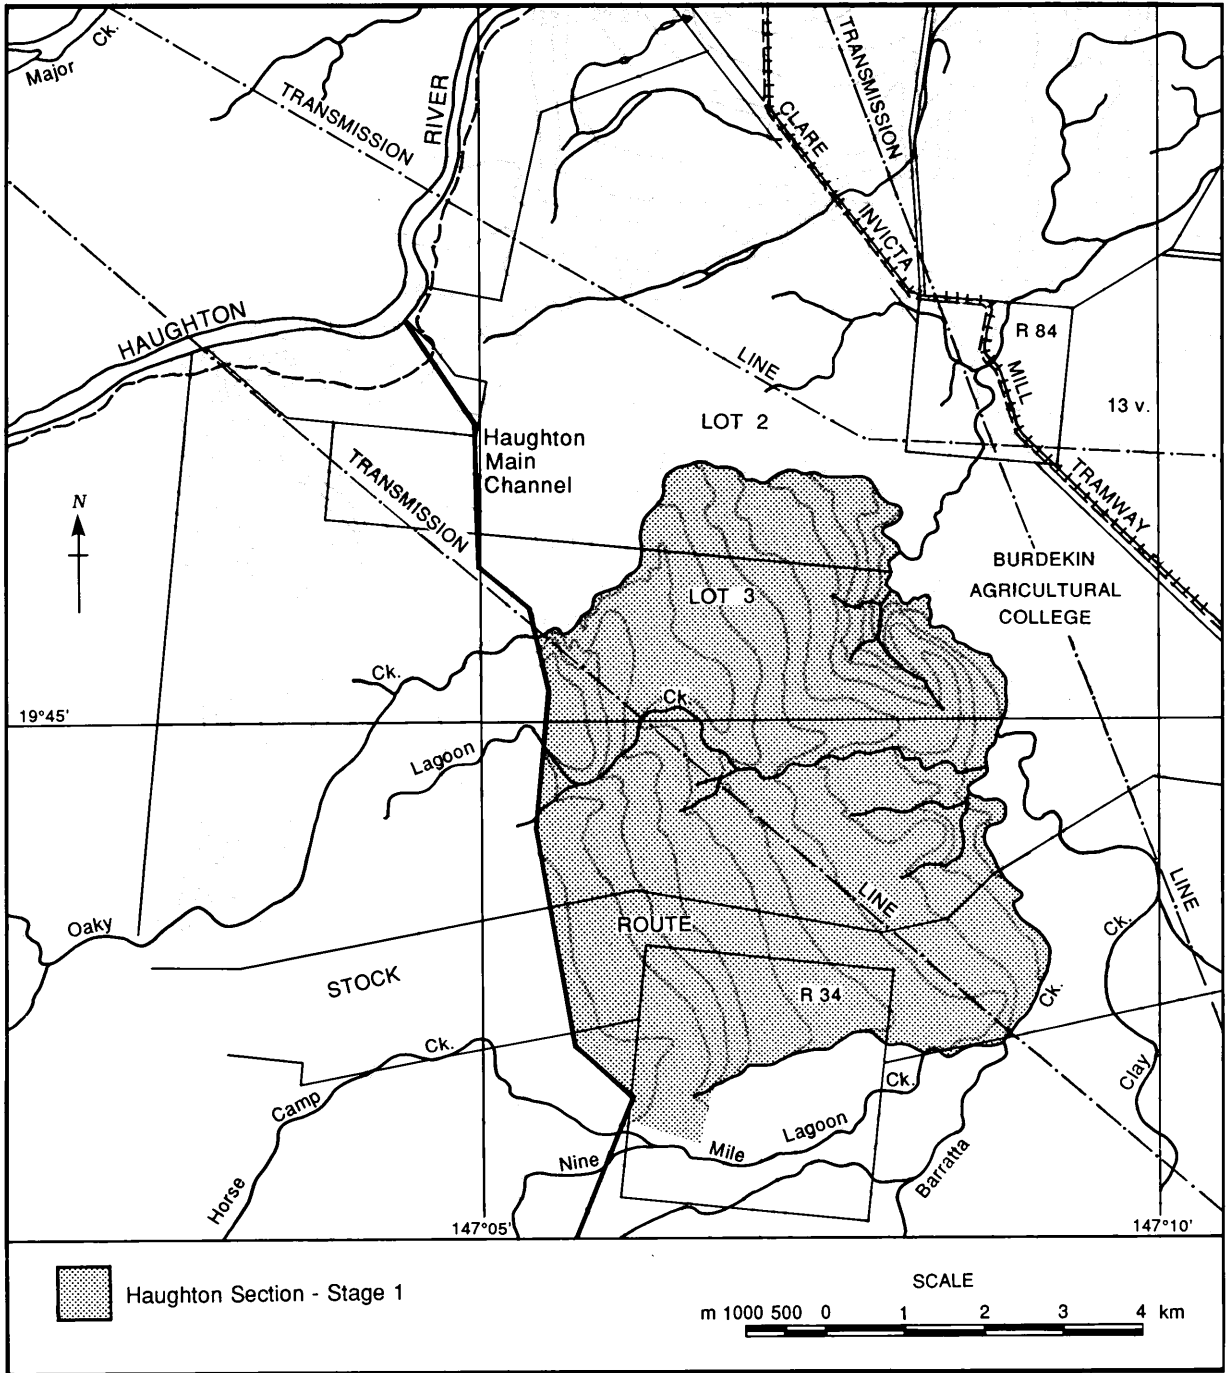 Major Ck.
TRANSMISSION
RIVER
TRANSMISSION
CLARE
INVICTA
HAUGHTON
LINE
R 84
MILL
13 v.
LOT 2
Haughton
Main
Channel
TRANSMISSION
TRAMWAY
N
BURDEKIN
AGRICULTURAL
COLLEGE
LOT 3
Ck.
Ck.
19°45'
Lagoon
LINE
LINE
Oaky
ROUTE
Ck.
STOCK
R 34
Ck.
Ck.
Ck.
Clay
Camp
Lagoon
Mile
Nine
Barratta
Horse
147°05'
147°10'
Haughton Section - Stage 1
SCALE
m 1000 500 0 1 2 3 4 km